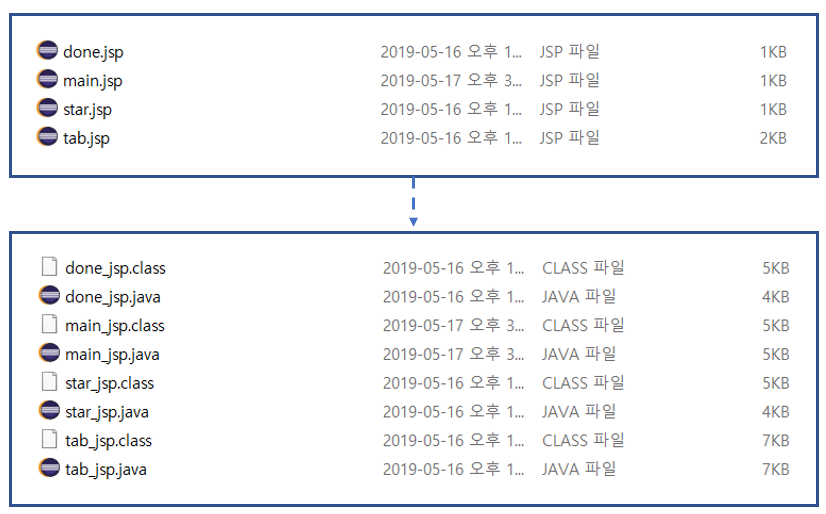 done.jsp 2019-05-16 오후 1... JSP 파일 1KB
main.jsp 2019-05-17 오후 3... JSP 파일 1KB
star.jsp 2019-05-16 오후 1... JSP 파일 1KB
tab.jsp 2019-05-16 오후 1... JSP 파일 2KB
done_jsp.class 2019-05-16 오후 1... CLASS 파일 5KB
done_jsp.java 2019-05-16 오후 1... JAVA 파일 4KB
main_jsp.class 2019-05-17 오후 3... CLASS 파일 5KB
main_jsp.java 2019-05-17 오후 3... JAVA 파일 5KB
star_jsp.class 2019-05-16 오후 1... CLASS 파일 5KB
star_jsp.java 2019-05-16 오후 1... JAVA 파일 4KB
tab_jsp.class 2019-05-16 오후 1... CLASS 파일 7KB
tab_jsp.java 2019-05-16 오후 1... JAVA 파일 7KB